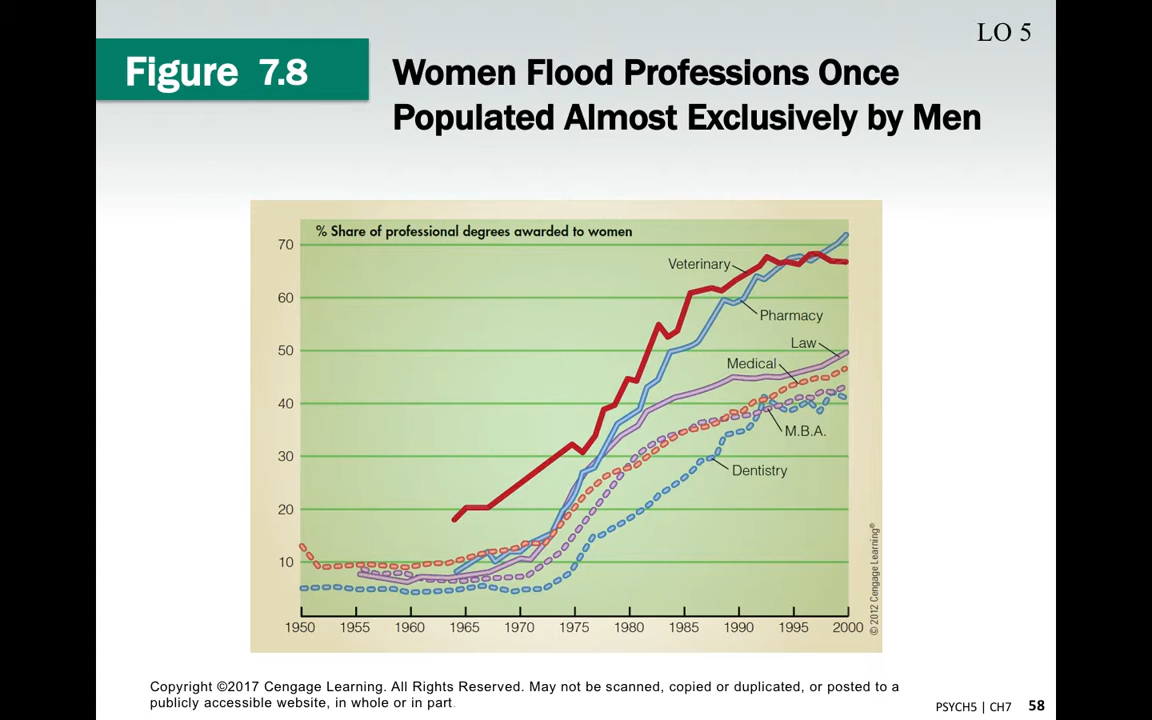 LO 5
Figure 7.8
Women Flood Professions Once
Populated Almost Exclusively by Men
% Share of professional degrees awarded to women
70
60
50
40
30
20
10
Veterinary
Pharmacy
Law
Medical
M.B.A.
Dentistry
1950 1955 1960 1965 1970 1975 1980 1985 1990 1995 2000
© 2012 Cengage Learning®
Copyright ©2017 Cengage Learning. All Rights Reserved. May not be scanned, copied or duplicated, or posted to a
publicly accessible website, in whole or in part.
PSYCH5 | CH7 58